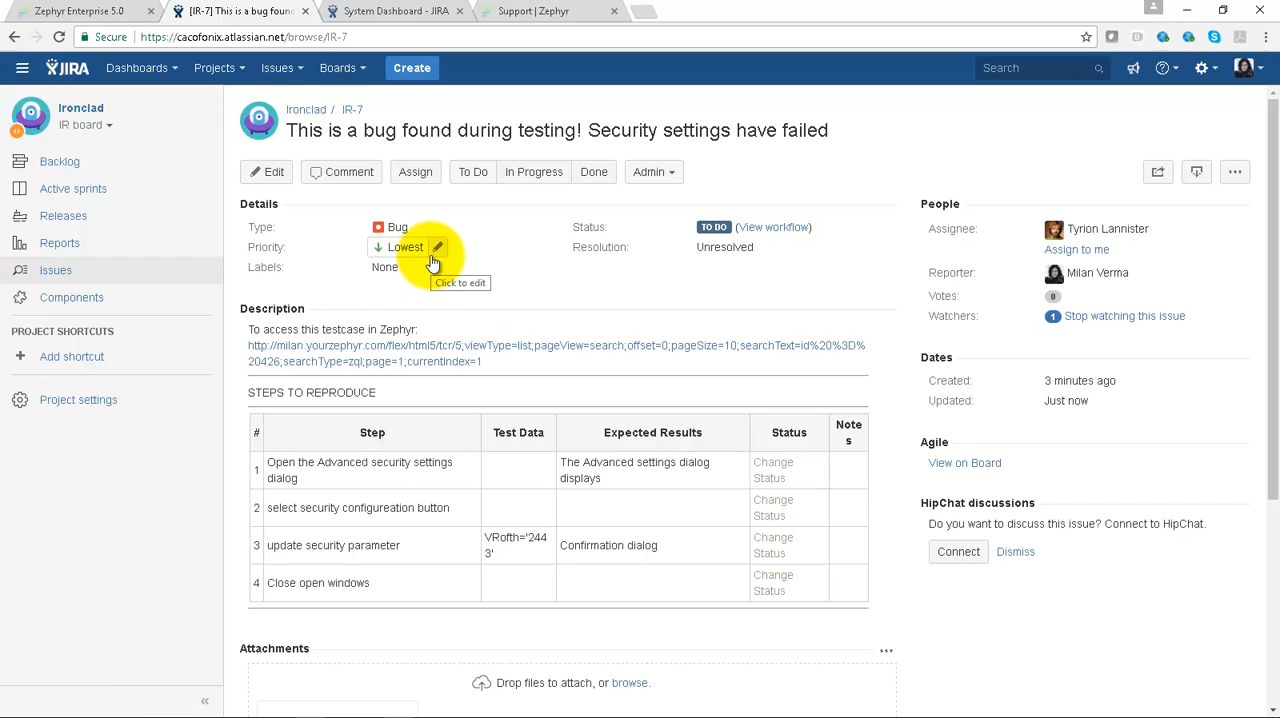 Zephyr Enterprise 5.0
[IR-7] This is a bug foun
System Dashboard - JIRA
Support | Zephyr
Secure
https://cacofonix.atlassian.net/browse/IR-7
JIRA
Dashboards
Projects
Issues
Boards
Create
Search
Ironclad
IR board
Backlog
Active sprints
Releases
Reports
Issues
Components
PROJECT SHORTCUTS
Add shortcut
Project settings
Ironclad / IR-7
This is a bug found during testing! Security settings have failed
Edit
Comment
Assign
To Do
In Progress
Done
Admin
Details
Type: Bug
Priority: Lowest
Labels: None
Click to edit
Status: TO DO (View workflow)
Resolution: Unresolved
Description
To access this testcase in Zephyr:
http://milan.yourzephyr.com/flex/html5/tcr/5;viewType=list;pageView=search;offset=0;pageSize=10;searchText=id%20%3D%
20426;searchType=zql;page=1;currentIndex=1
STEPS TO REPRODUCE
# Step Test Data Expected Results Status Note
s
1 Open the Advanced security settings
dialog
The Advanced settings dialog
displays
Change
Status
2 select security configureation button
Change
Status
3 update security parameter
VRofth='244
3'
Confirmation dialog
Change
Status
4 Close open windows
Change
Status
Attachments
Drop files to attach, or browse.
People
Assignee: Tyrion Lannister
Assign to me
Reporter: Milan Verma
Votes: 0
Watchers: 1 Stop watching this issue
Dates
Created: 3 minutes ago
Updated: Just now
Agile
View on Board
HipChat discussions
Do you want to discuss this issue? Connect to HipChat.
Connect
Dismiss